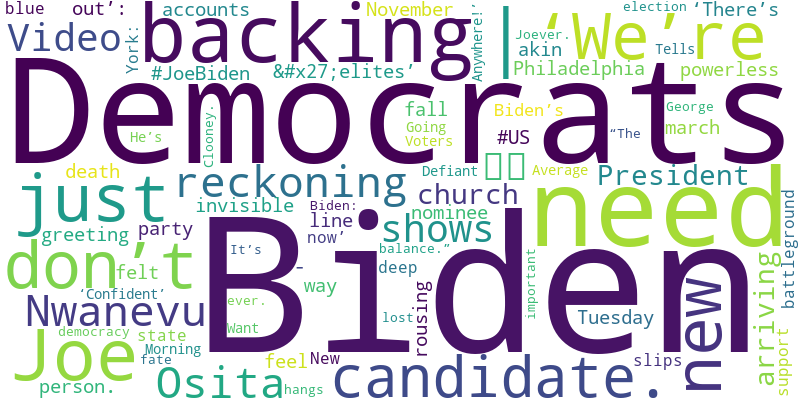 blue
out’:
accounts
backing
November
election
‘There’s
Video
York:
|
‘We’re
Joever.
akin
Tells
Anywhere!’
#JoeBiden
&#x27;elites’
Philadelphia
powerless
Democrats
He’s
Clooney.
fall
Going
Voters
Biden’s
#US
“The
George
march
death
just
reckoning
invisible
greeting
party
Biden:
line
now’
Defiant
church
nominee
shows
Average
President
need
balance.”
don’t
felt
It’s
Biden
-
way
deep
battleground
‘Confident’
ever.
Nwanevu
Want
lost
rousing
important
Tuesday
new
arriving
democracy
state
Joe
Morning
fate
feel
New
slips
support
person.
Osita
hangs
candidate.